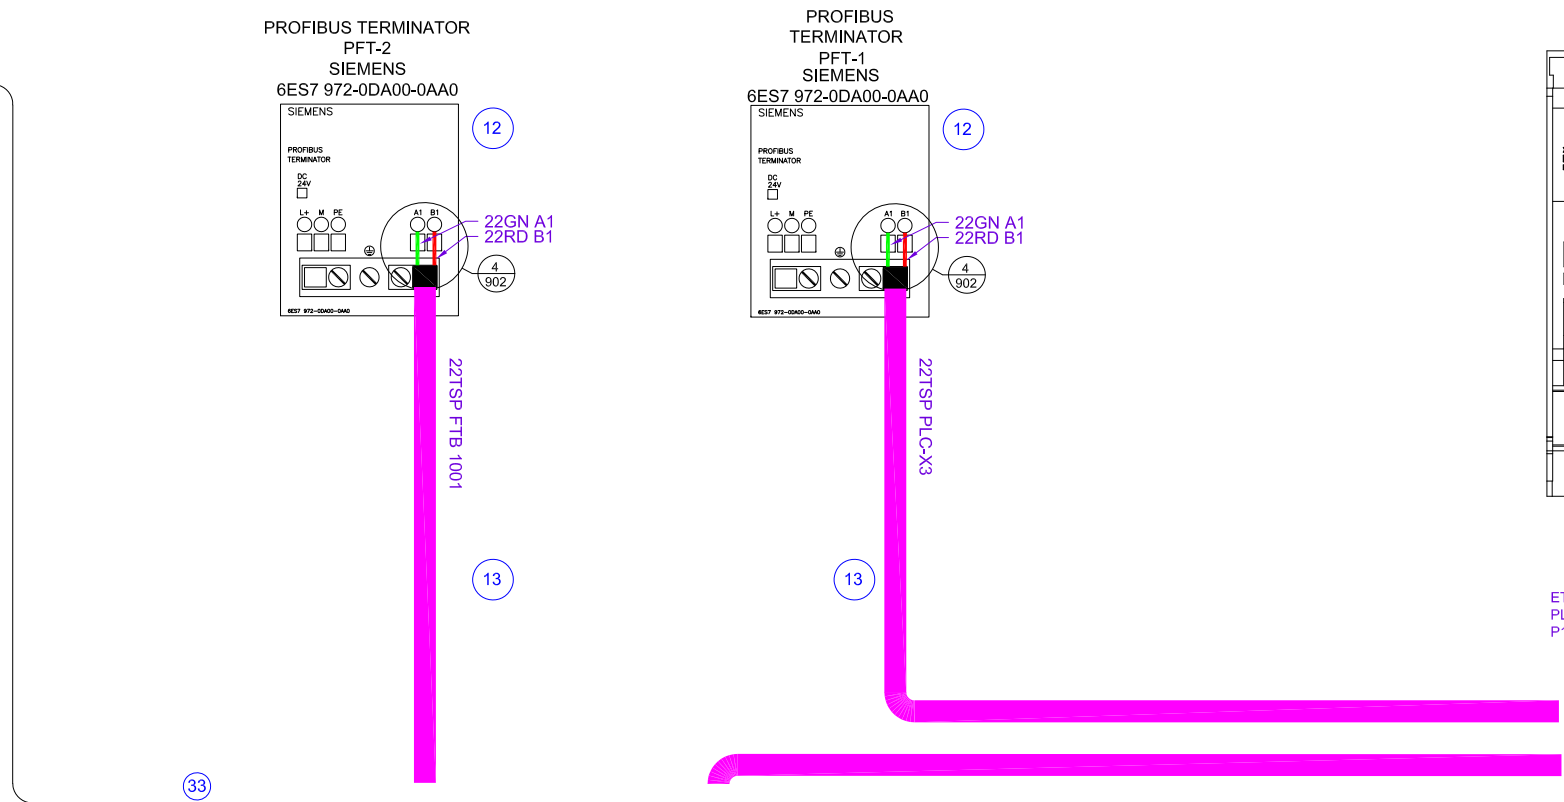 PROFIBUS TERMINATOR
PFT-2
SIEMENS
6ES7 972-0DA00-0AA0
SIEMENS
PROFIBUS
TERMINATOR
DC
24V
L+ M PE
A1 B1
6ES7 972-0DA00-0AA0
12
22GN A1
22RD B1
4
902
22TSP FTB 1001
13
33
PROFIBUS
TERMINATOR
PFT-1
SIEMENS
6ES7 972-0DA00-0AA0
SIEMENS
PROFIBUS
TERMINATOR
DC
24V
L+ M PE
A1 B1
6ES7 972-0DA00-0AA0
12
22GN A1
22RD B1
4
902
22TSP PLC-X3
13